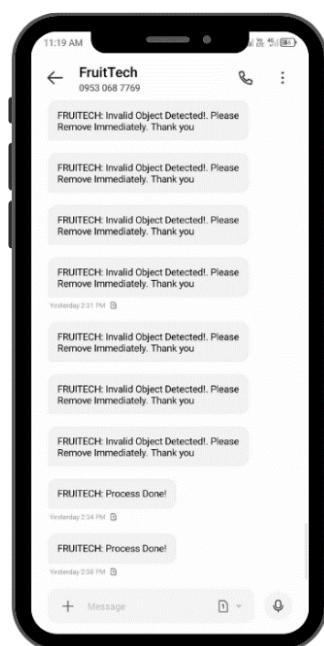 11:19 AM
FruitTech
0953 068 7769
FRUITECH: Invalid Object Detected!. Please
Remove Immediately. Thank you
FRUITECH: Invalid Object Detected!. Please
Remove Immediately. Thank you
FRUITECH: Invalid Object Detected!. Please
Remove Immediately. Thank you
FRUITECH: Invalid Object Detected!. Please
Remove Immediately. Thank you
Yesterday 2:31 PM
FRUITECH: Invalid Object Detected!. Please
Remove Immediately. Thank you
FRUITECH: Invalid Object Detected!. Please
Remove Immediately. Thank you
FRUITECH: Invalid Object Detected!. Please
Remove Immediately. Thank you
FRUITECH: Process Done!
Yesterday 2:34 PM
FRUITECH: Process Done!
Yesterday 2:58 PM
Message
1